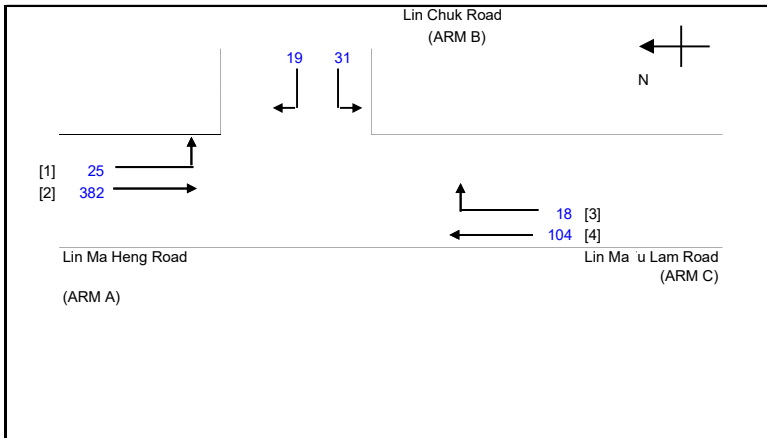 Lin Chuk Road
(ARM B)
19 31
N
[1] 25
[2] 382
18 [3]
104 [4]
Lin Ma Heng Road
Lin Ma u Lam Road
(ARM C)
(ARM A)